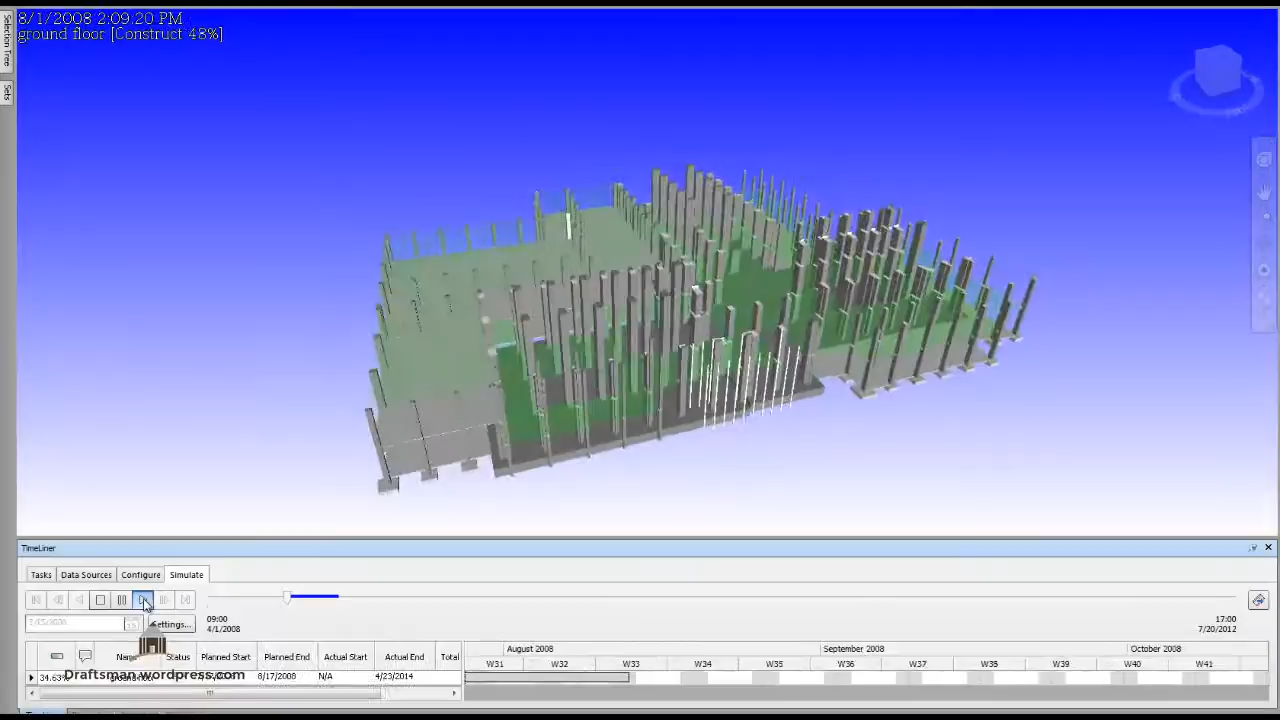 8/1/2008 2:09:20 PM
ground floor [Construct 48%]
Selection Tree
Sets
TimeLiner
Tasks
Data Sources
Configure
Simulate
Settings...
09:00
4/1/2008
17:00
7/20/2012
Status
Planned Start
Planned End
Actual Start
Actual End
Total
8/17/2008
N/A
4/23/2014
Draftsman.wordpress.com
August 2008
September 2008
October 2008
W31
W32
W33
W34
W35
W36
W37
W38
W39
W40
W41